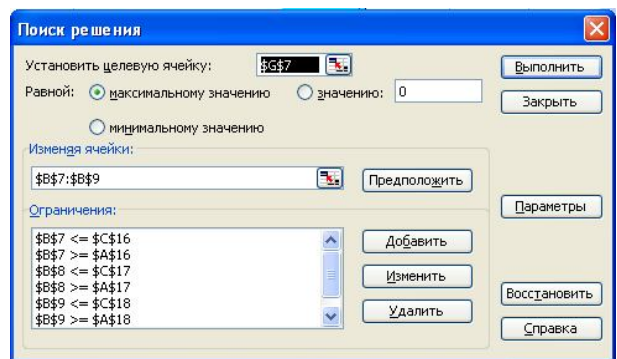 Поиск решения
Установить целевую ячейку: $G$7
Выполнить
Равной: максимальному значению значению: 0
Закрыть
минимальному значению
Изменяя ячейки:
$B$7:$B$9
Предположить
Ограничения:
Параметры
$B$7 <= $C$16
$B$7 >= $A$16
$B$8 <= $C$17
$B$8 >= $A$17
$B$9 <= $C$18
$B$9 >= $A$18
Добавить
Изменить
Удалить
Восстановить
Справка